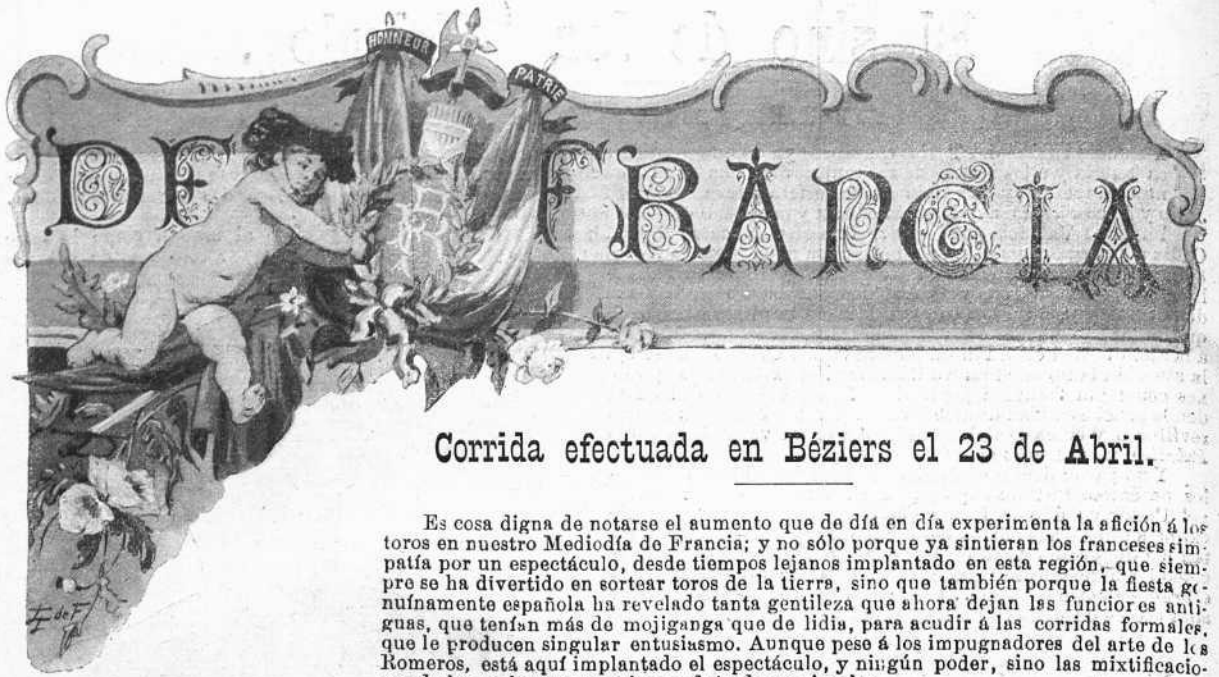 HONNEUR
PATRIE
DE FRANCIA
Corrida efectuada en Béziers el 23 de Abril.
Es cosa digna de notarse el aumento que de día en día experimenta la afición á los
toros en nuestro Mediodía de Francia; y no sólo porque ya sintieran los franceses sim-
patía por un espectáculo, desde tiempos lejanos implantado en esta región, que siem-
pre se ha divertido en sortear toros de la tierra, sino que también porque la fiesta ge-
nuínamente española ha revelado tanta gentileza que ahora dejan las funciones anti-
guas, que tenían más de mojiganga que de lidia, para acudir á las corridas formales,
que le producen singular entusiasmo. Aunque pese á los impugnadores del arte de los
Romeros, está aquí implantado el espectáculo, y ningún poder, sino las mixtificacio-